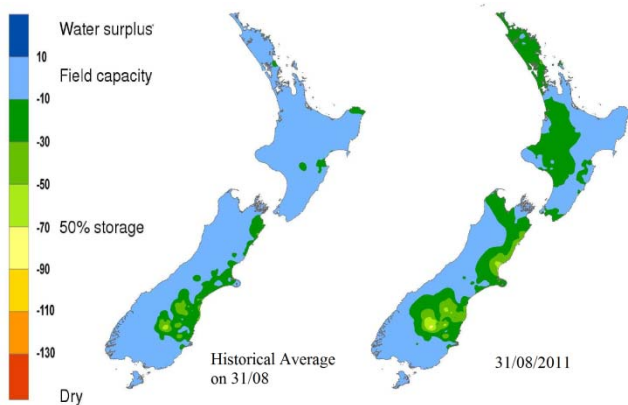 Water surplus
10
Field capacity
-10
-30
-50
50% storage
-70
-90
-110
-130
Dry
Historical Average
on 31/08
31/08/2011